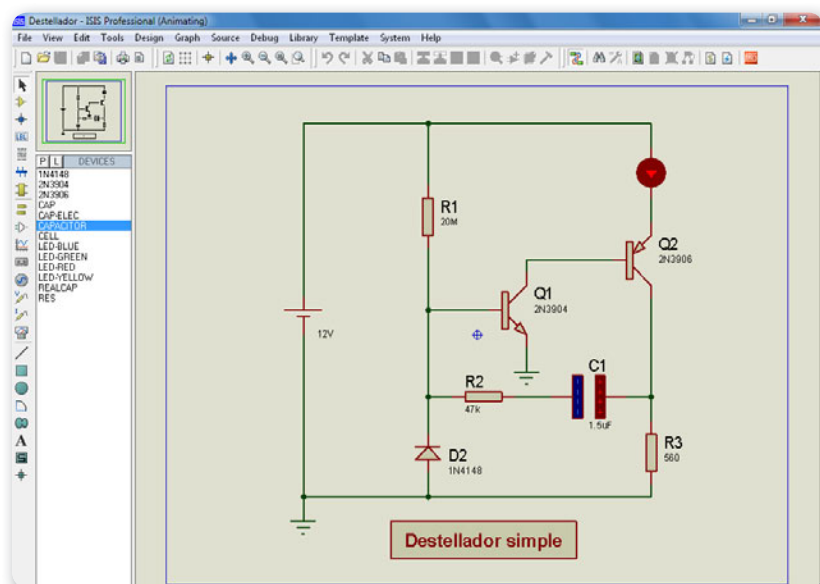 Destellador - ISIS Professional (Animating)
File View Edit Tools Design Graph Source Debug Library Template System Help
P L DEVICES
1N4148
2N3904
2N3906
CAP
CAP-ELEC
CAPACITOR
CELL
LED-BLUE
LED-GREEN
LED-RED
LED-YELLOW
REALCAP
RES
R1
20M
Q2
2N3906
Q1
2N3904
12V
C1
1.5uF
R2
47k
R3
560
D2
1N4148
Destellador simple